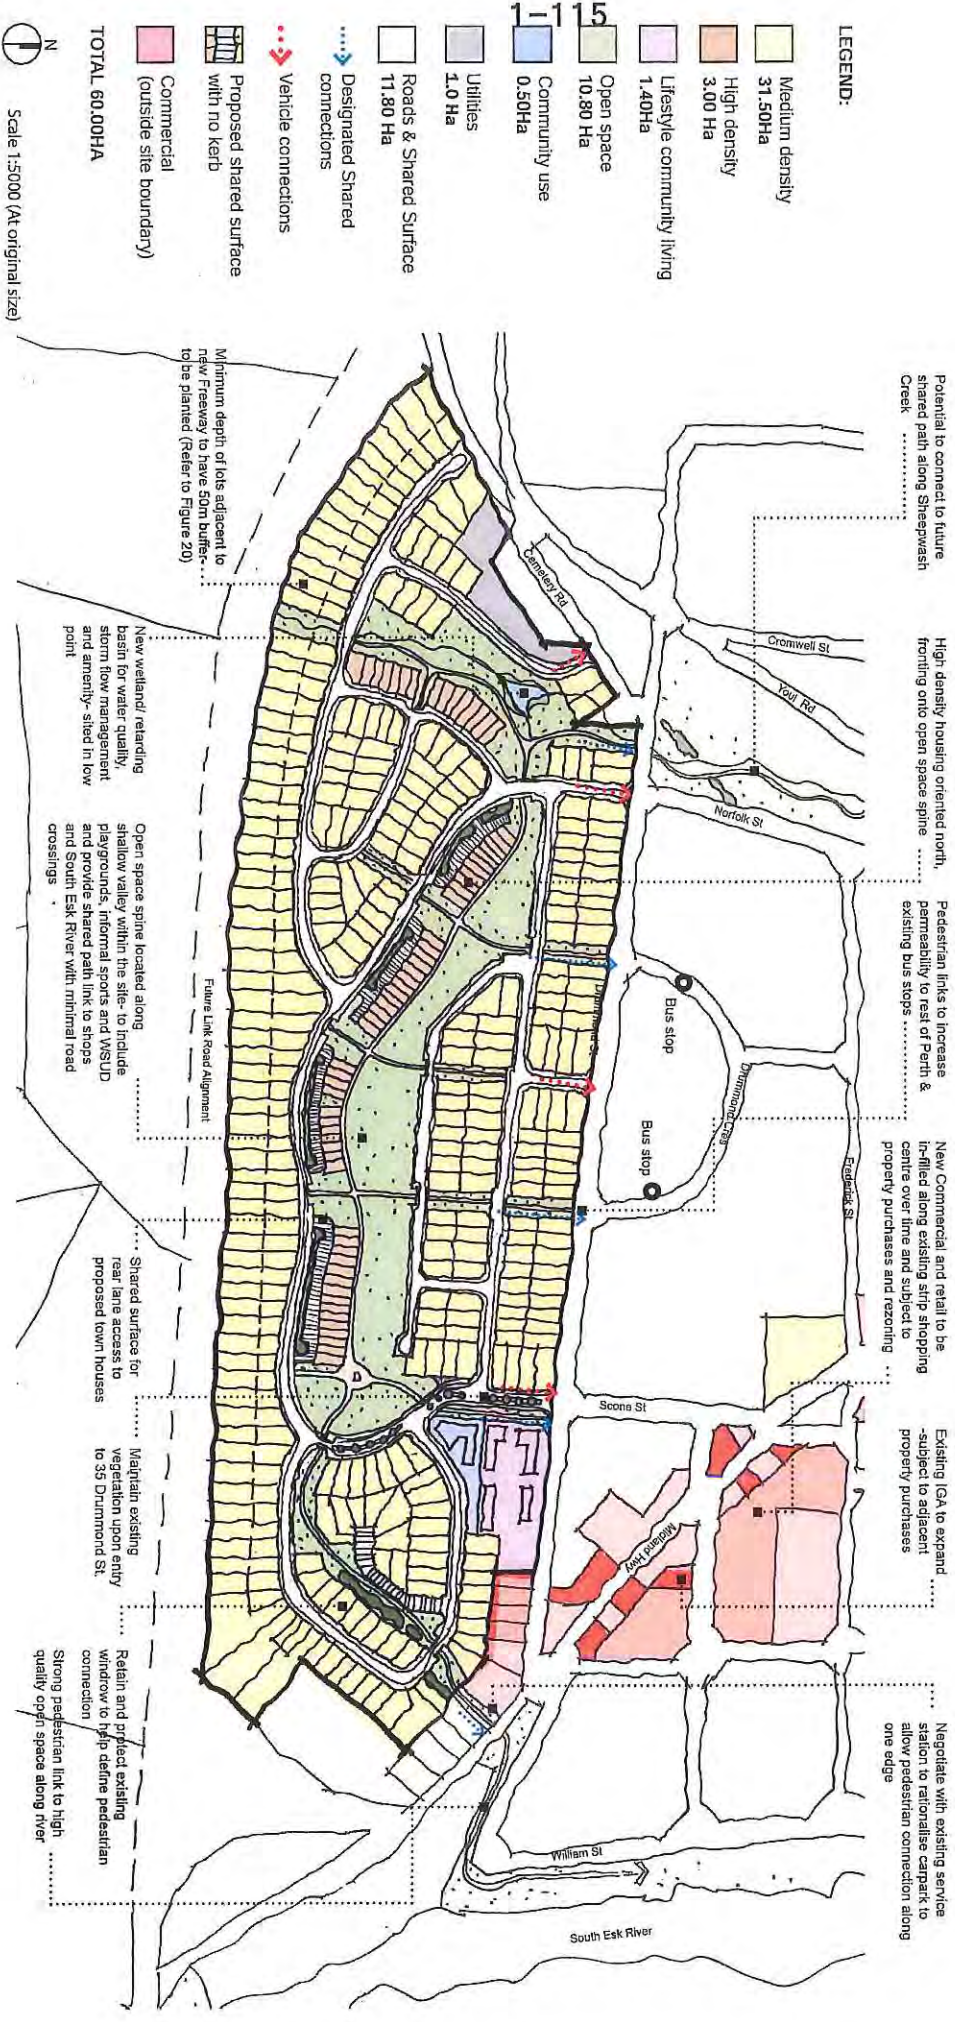 1-115
LEGEND:
Medium density
31.50Ha
High density
3.00 Ha
Lifestyle community living
1.40Ha
Open space
10.80 Ha
Community use
0.50Ha
Utilities
1.0 Ha
Roads & Shared Surface
11.80 Ha
Designated Shared
connections
Vehicle connections
Proposed shared surface
with no kerb
Commercial
(outside site boundary)
TOTAL 60.00HA
N
Scale 1:5000 (At original size)
Potential to connect to future
shared path along Sheepwash
Creek
High density housing oriented north,
fronting onto open space spine
Pedestrian links to increase
permeability to rest of Perth &
existing bus stops
New Commercial and retail to be
in-filled along existing strip shopping
centre over time and subject to
property purchases and rezoning
Existing IGA to expand
-subject to adjacent
property purchases
Negotiate with existing service
station to rationalise carpark to
allow pedestrian connection along
one edge
Cemetery Rd
Cromwell St
Youl Rd
Norfolk St
Bus stop
Bus stop
Drummond Cres
Drummond St
Frederick St
Scone St
Midland Hwy
William St
South Esk River
Future Link Road Alignment
Minimum depth of lots adjacent to
new Freeway to have 50m buffer
to be planted (Refer to Figure 20)
New wetland/ retarding
basin for water quality,
storm flow management
and amenity- sited in low
point
Open space spine located along
shallow valley within the site- to include
playgrounds, informal sports and WSUD
and provide shared path link to shops
and South Esk River with minimal road
crossings
Shared surface for
rear lane access to
proposed town houses
Maintain existing
vegetation upon entry
to 35 Drummond St.
Retain and protect existing
windrow to help define pedestrian
connection
Strong pedestrian link to high
quality open space along river